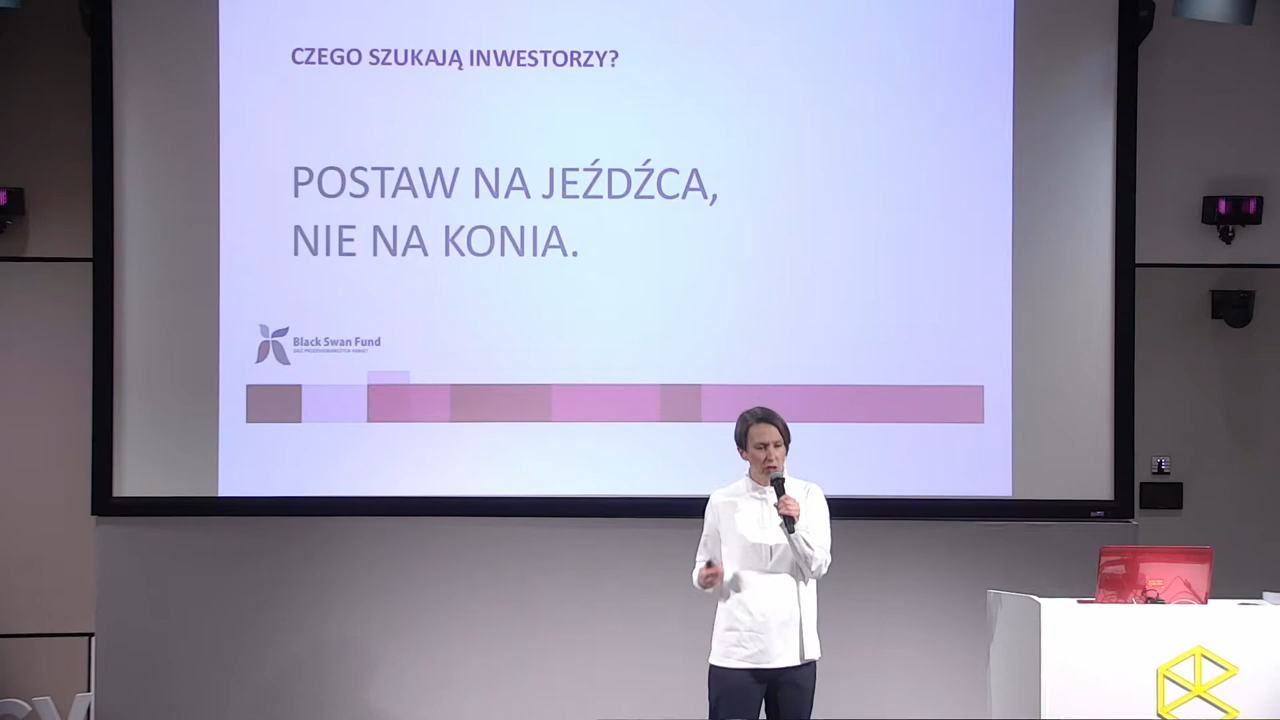 CZEGO SZUKAJĄ INWESTORZY?
POSTAW NA JEŹDŹCA,
NIE NA KONIA.
Black Swan Fund